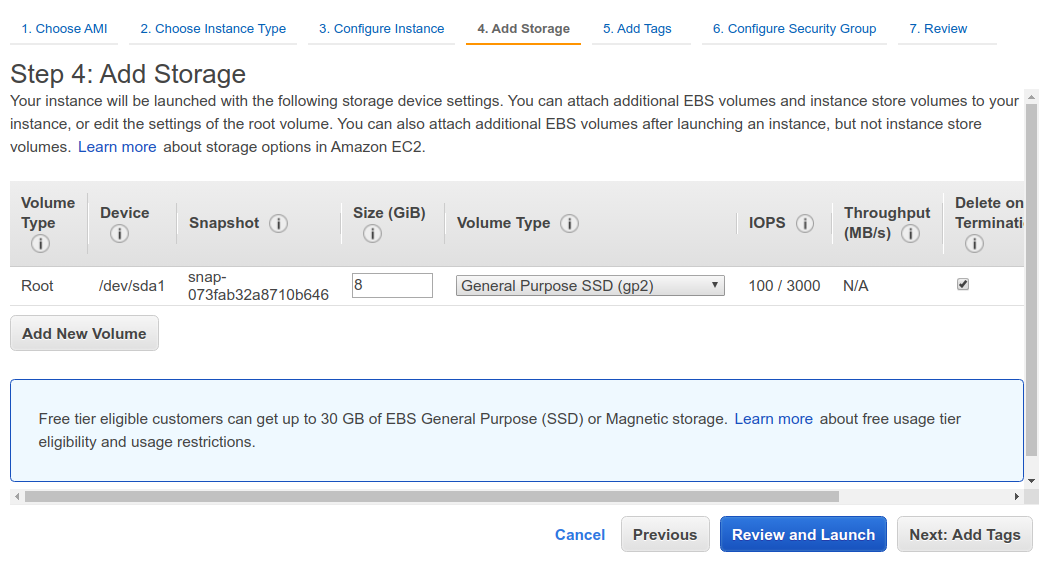 1. Choose AMI 2. Choose Instance Type 3. Configure Instance 4. Add Storage 5. Add Tags 6. Configure Security Group 7. Review
Step 4: Add Storage
Your instance will be launched with the following storage device settings. You can attach additional EBS volumes and instance store volumes to your
instance, or edit the settings of the root volume. You can also attach additional EBS volumes after launching an instance, but not instance store
volumes. Learn more about storage options in Amazon EC2.
Volume Type Device Snapshot Size (GiB) Volume Type IOPS Throughput (MB/s) Delete on Terminati
Root /dev/sda1 snap-073fab32a8710b646 8 General Purpose SSD (gp2) 100 / 3000 N/A
Add New Volume
Free tier eligible customers can get up to 30 GB of EBS General Purpose (SSD) or Magnetic storage. Learn more about free usage tier
eligibility and usage restrictions.
Cancel Previous Review and Launch Next: Add Tags